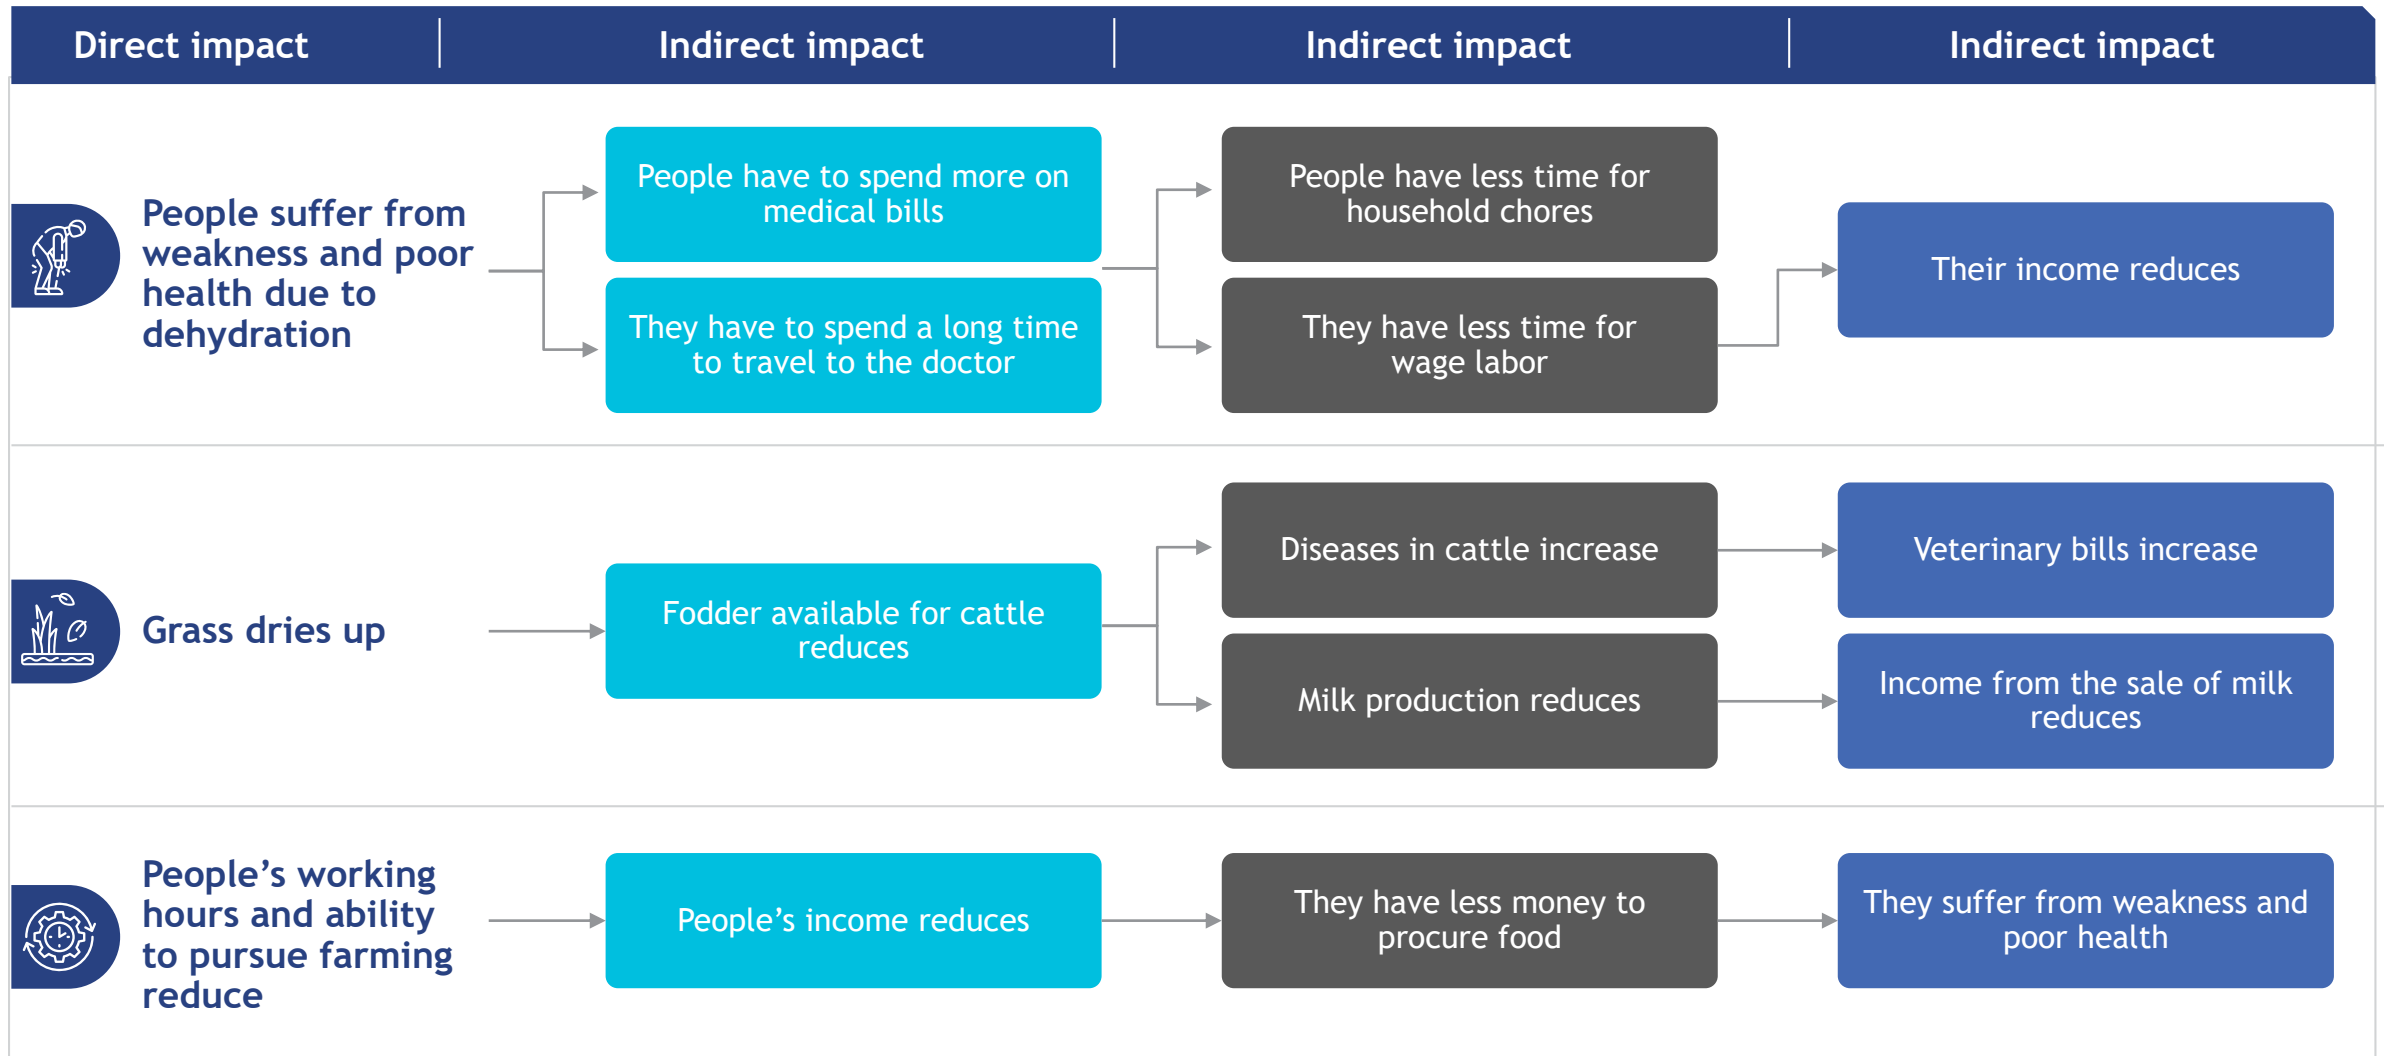 Direct impact
Indirect impact
Indirect impact
Indirect impact
People suffer from
weakness and poor
health due to
dehydration
People have to spend more on
medical bills
They have to spend a long time
to travel to the doctor
People have less time for
household chores
They have less time for
wage labor
Their income reduces
Grass dries up
Fodder available for cattle
reduces
Diseases in cattle increase
Milk production reduces
Veterinary bills increase
Income from the sale of milk
reduces
People’s working
hours and ability
to pursue farming
reduce
People’s income reduces
They have less money to
procure food
They suffer from weakness and
poor health